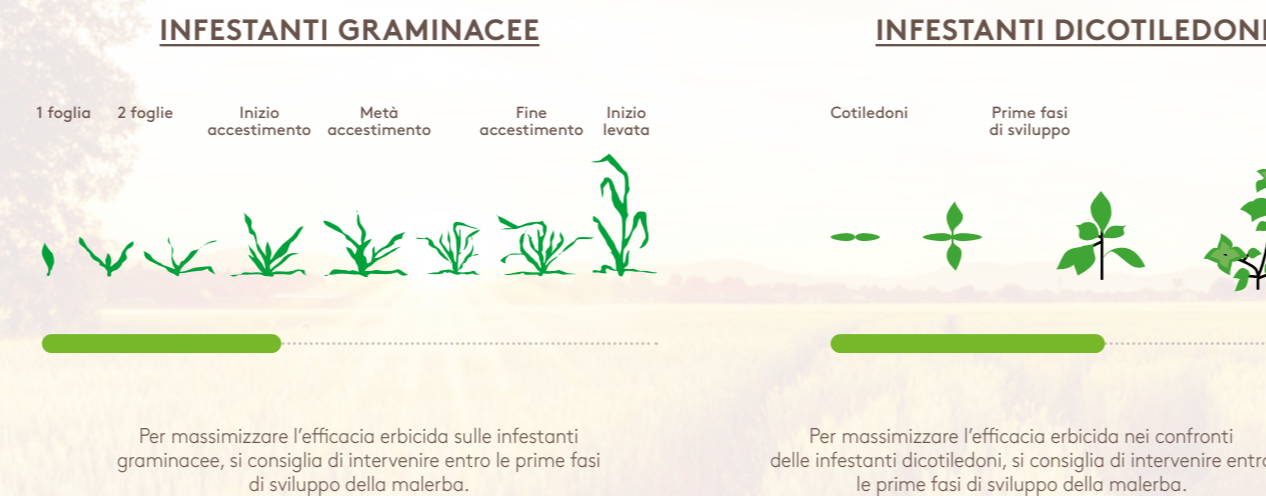 INFESTANTI GRAMINACEE
1 foglia
2 foglie
Inizio
accestimento
Metà
accestimento
Fine
accestimento
Inizio
levata
Per massimizzare l'efficacia erbicida sulle infestanti
graminacee, si consiglia di intervenire entro le prime fasi
di sviluppo della malerba.
INFESTANTI DICOTILEDONI
Cotiledoni
Prime fasi
di sviluppo
Per massimizzare l'efficacia erbicida nei confronti
delle infestanti dicotiledoni, si consiglia di intervenire entro
le prime fasi di sviluppo della malerba.